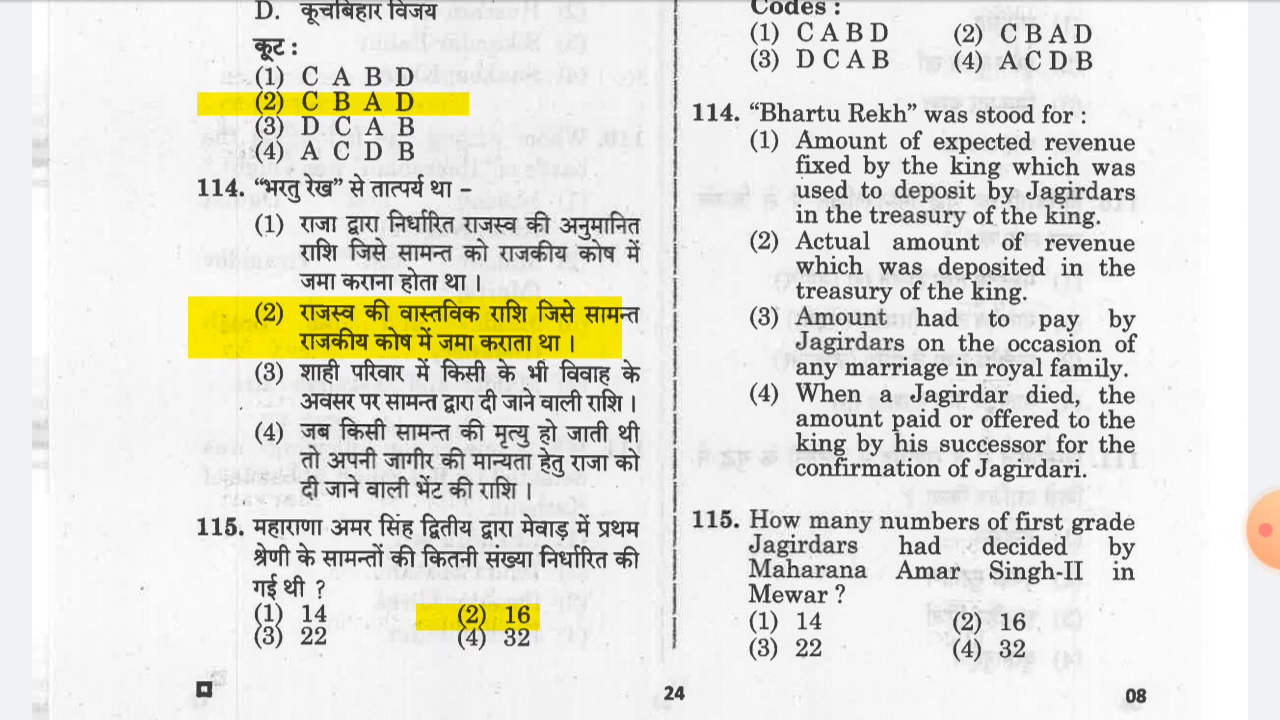 D. कूचबिहार विजय
कूट :
(1) C A B D
(2) C B A D
(3) D C A B
(4) A C D B
114. “भरतु रेख” से तात्पर्य था –
(1) राजा द्वारा निर्धारित राजस्व की अनुमानित
राशि जिसे सामन्त को राजकीय कोष में
जमा कराना होता था।
(2) राजस्व की वास्तविक राशि जिसे सामन्त
राजकीय कोष में जमा कराता था।
(3) शाही परिवार में किसी के भी विवाह के
अवसर पर सामन्त द्वारा दी जाने वाली राशि।
(4) जब किसी सामन्त की मृत्यु हो जाती थी
तो अपनी जागीर की मान्यता हेतु राजा को
दी जाने वाली भेंट की राशि।
115. महाराणा अमर सिंह द्वितीय द्वारा मेवाड़ में प्रथम
श्रेणी के सामन्तों की कितनी संख्या निर्धारित की
गई थी ?
(1) 14 (2) 16
(3) 22 (4) 32
Codes :
(1) C A B D (2) C B A D
(3) D C A B (4) A C D B
114. “Bhartu Rekh” was stood for :
(1) Amount of expected revenue
fixed by the king which was
used to deposit by Jagirdars
in the treasury of the king.
(2) Actual amount of revenue
which was deposited in the
treasury of the king.
(3) Amount had to pay by
Jagirdars on the occasion of
any marriage in royal family.
(4) When a Jagirdar died, the
amount paid or offered to the
king by his successor for the
confirmation of Jagirdari.
115. How many numbers of first grade
Jagirdars had decided by
Maharana Amar Singh-II in
Mewar ?
(1) 14 (2) 16
(3) 22 (4) 32
24
08